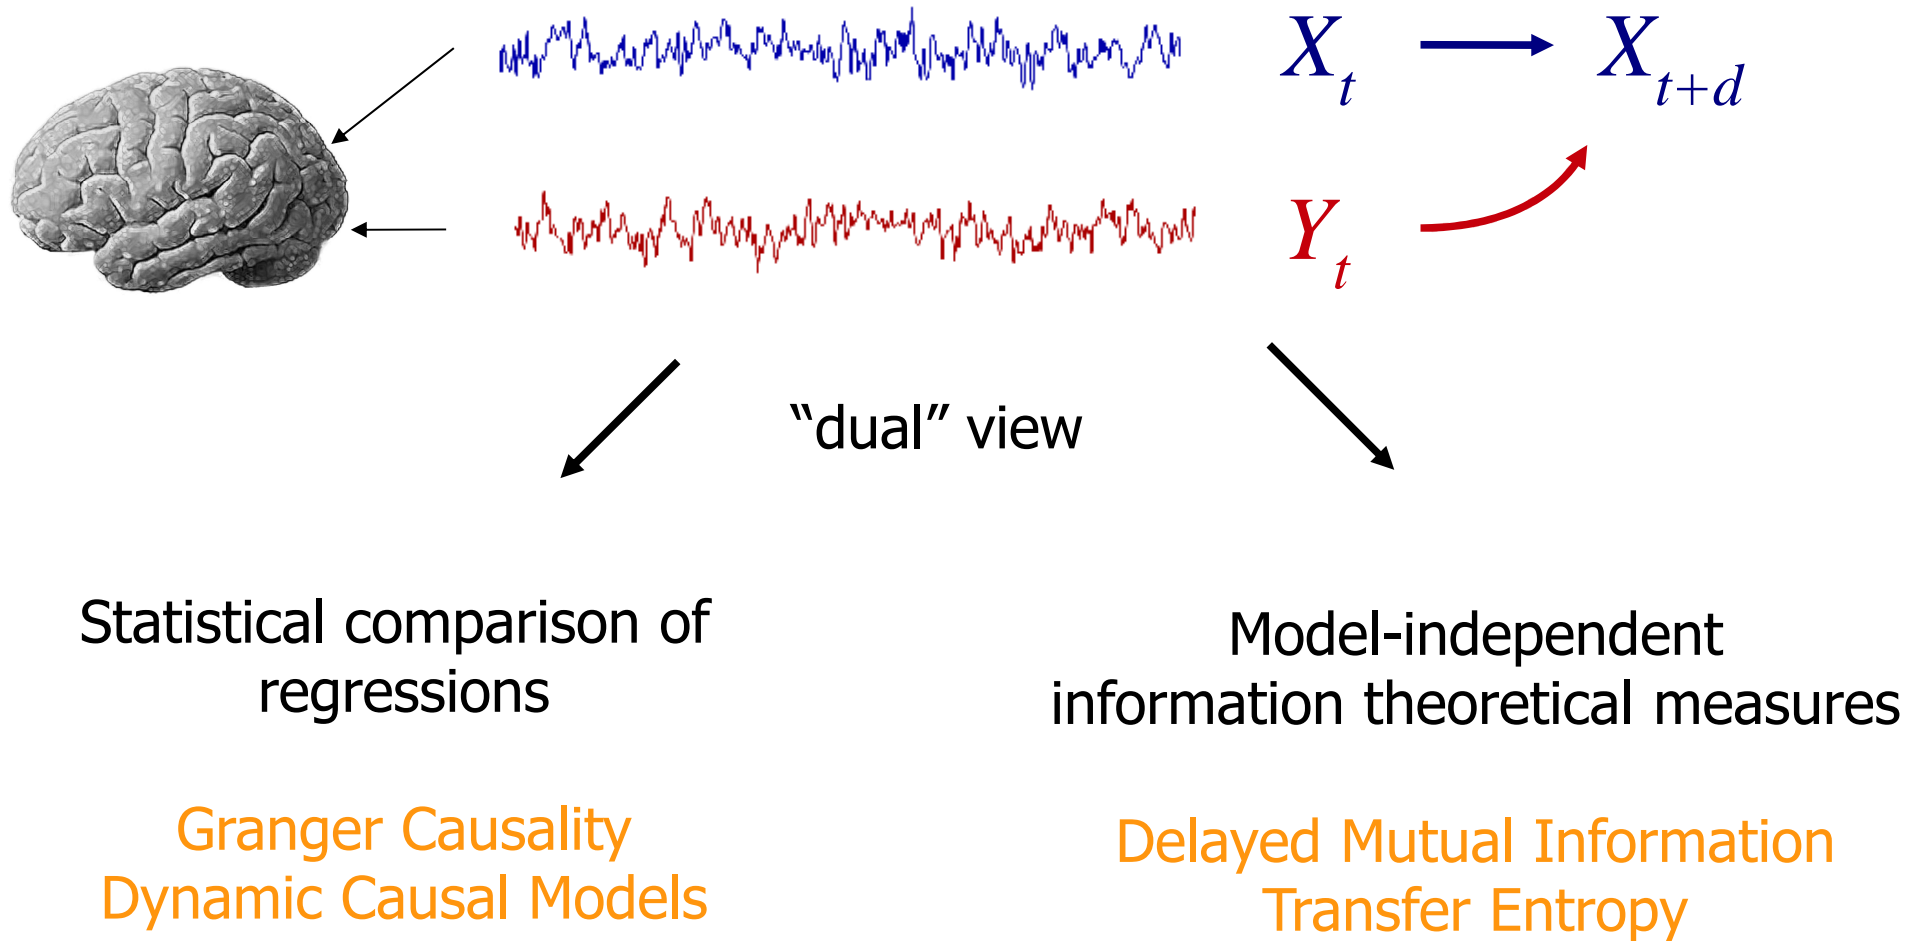 X_t → X_{t+d}
Y_t
“dual” view
Statistical comparison of
regressions
Model-independent
information theoretical measures
Granger Causality
Dynamic Causal Models
Delayed Mutual Information
Transfer Entropy